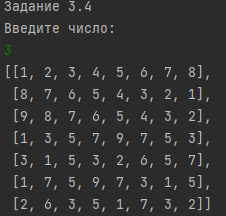 Задание 3.4
Введите число:
3
[[1, 2, 3, 4, 5, 6, 7, 8],
[8, 7, 6, 5, 4, 3, 2, 1],
[9, 8, 7, 6, 5, 4, 3, 2],
[1, 3, 5, 7, 9, 7, 5, 3],
[3, 1, 5, 3, 2, 6, 5, 7],
[1, 7, 5, 9, 7, 3, 1, 5],
[2, 6, 3, 5, 1, 7, 3, 2]]